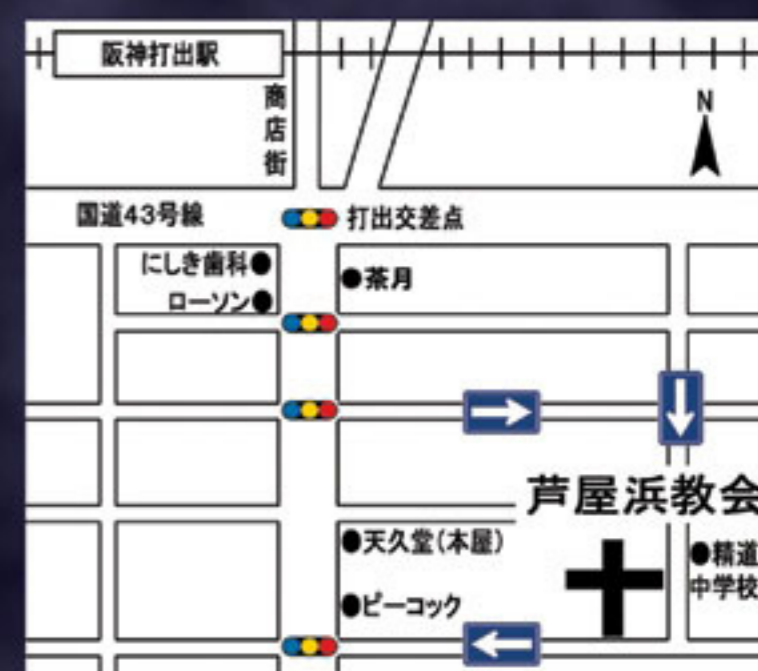 阪神打出駅
商店街
N
国道43号線
打出交差点
にしき歯科●
ローソン●
●茶月
芦屋浜教会
●天久堂(本屋)
●ピーコック
●精道
中学校